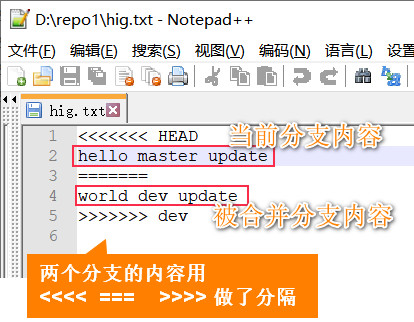 D:\repo1\hig.txt - Notepad++
文件(F) 编辑(E) 搜索(S) 视图(V) 编码(N) 语言(L) 设
hig.txt
1 <<<<<<< HEAD
当前分支内容
2 hello master update
3 =======
4 world dev update
5 >>>>>>> dev
被合并分支内容
6
两个分支的内容用
<<<< === >>>> 做了分隔